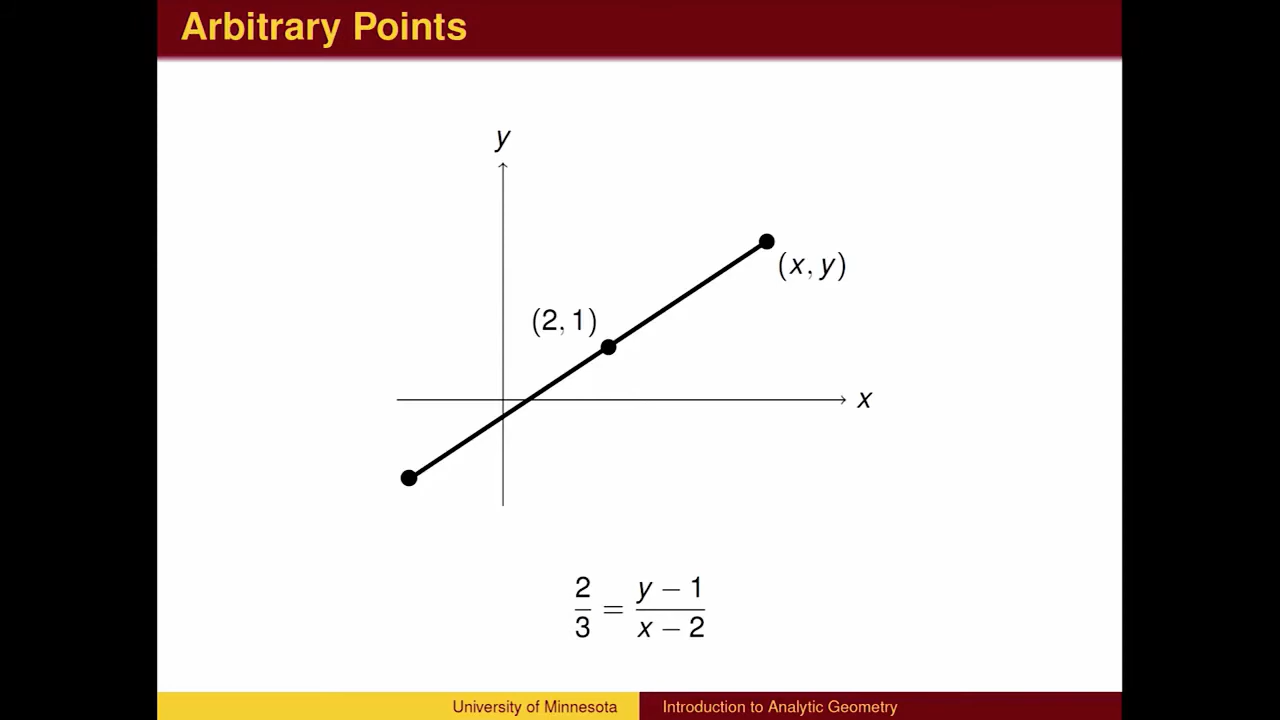 Arbitrary Points
y
(x, y)
(2, 1)
x
2/3 = (y − 1)/(x − 2)
University of Minnesota
Introduction to Analytic Geometry